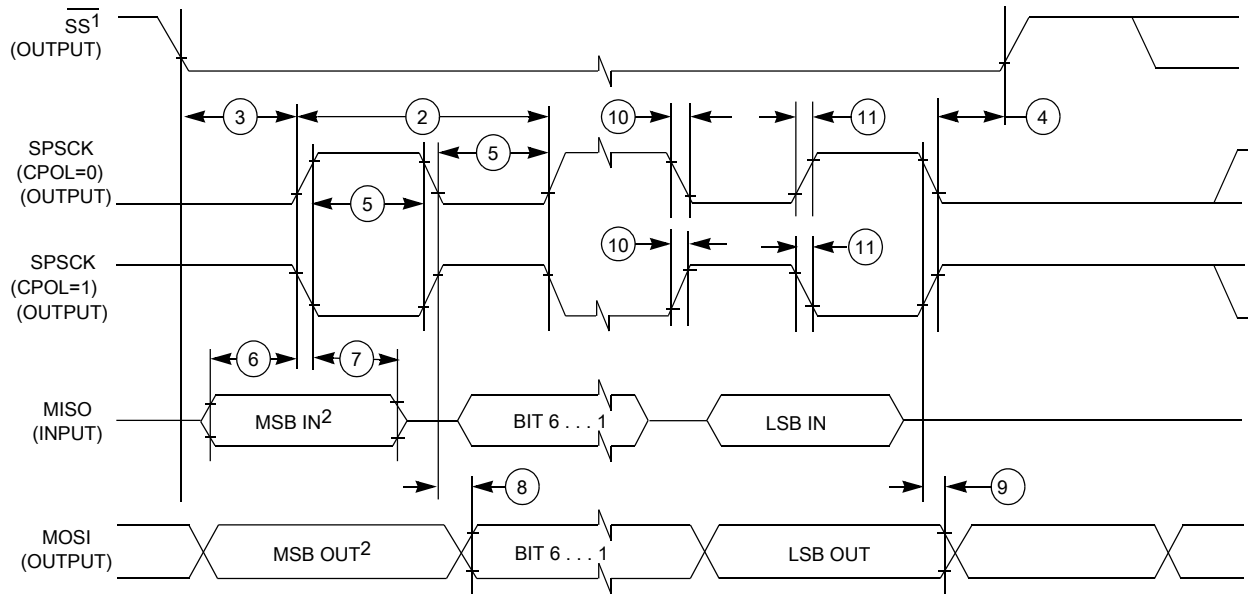 SS¹
(OUTPUT)
3
2
10
11
4
SPSCK
(CPOL=0)
(OUTPUT)
5
5
SPSCK
(CPOL=1)
(OUTPUT)
10
11
6
7
MISO
(INPUT)
MSB IN²
BIT 6 . . . 1
LSB IN
8
9
MOSI
(OUTPUT)
MSB OUT²
BIT 6 . . . 1
LSB OUT